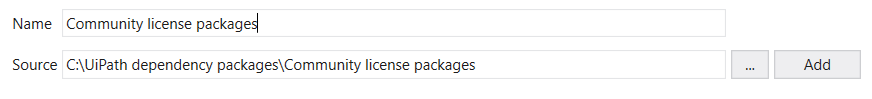 Name Community license packages
Source C:\UiPath dependency packages\Community license packages ... Add